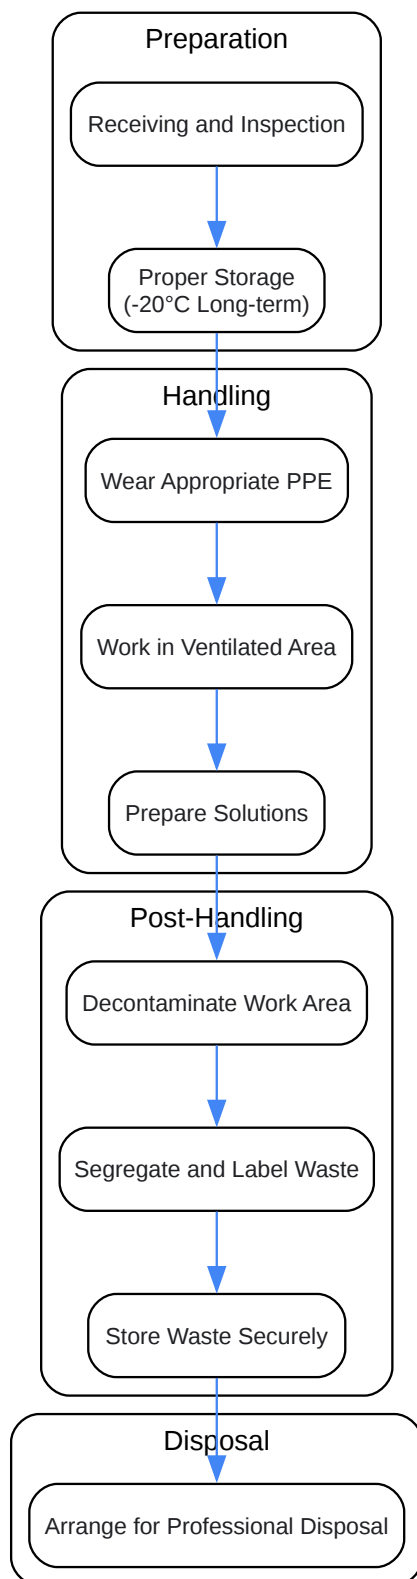 Preparation
Receiving and Inspection
Proper Storage
(-20°C Long-term)
Handling
Wear Appropriate PPE
Work in Ventilated Area
Prepare Solutions
Post-Handling
Decontaminate Work Area
Segregate and Label Waste
Store Waste Securely
Disposal
Arrange for Professional Disposal